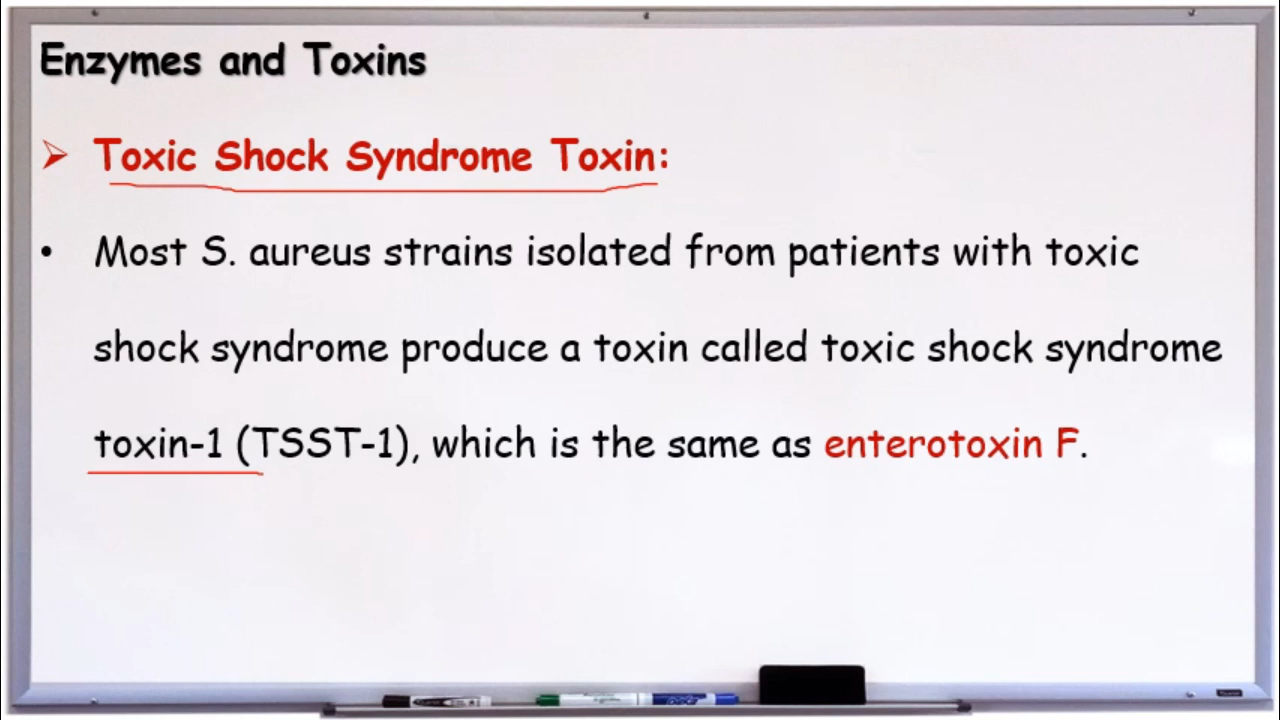 Enzymes and Toxins
➢ Toxic Shock Syndrome Toxin:
• Most S. aureus strains isolated from patients with toxic
shock syndrome produce a toxin called toxic shock syndrome
toxin-1 (TSST-1), which is the same as enterotoxin F.